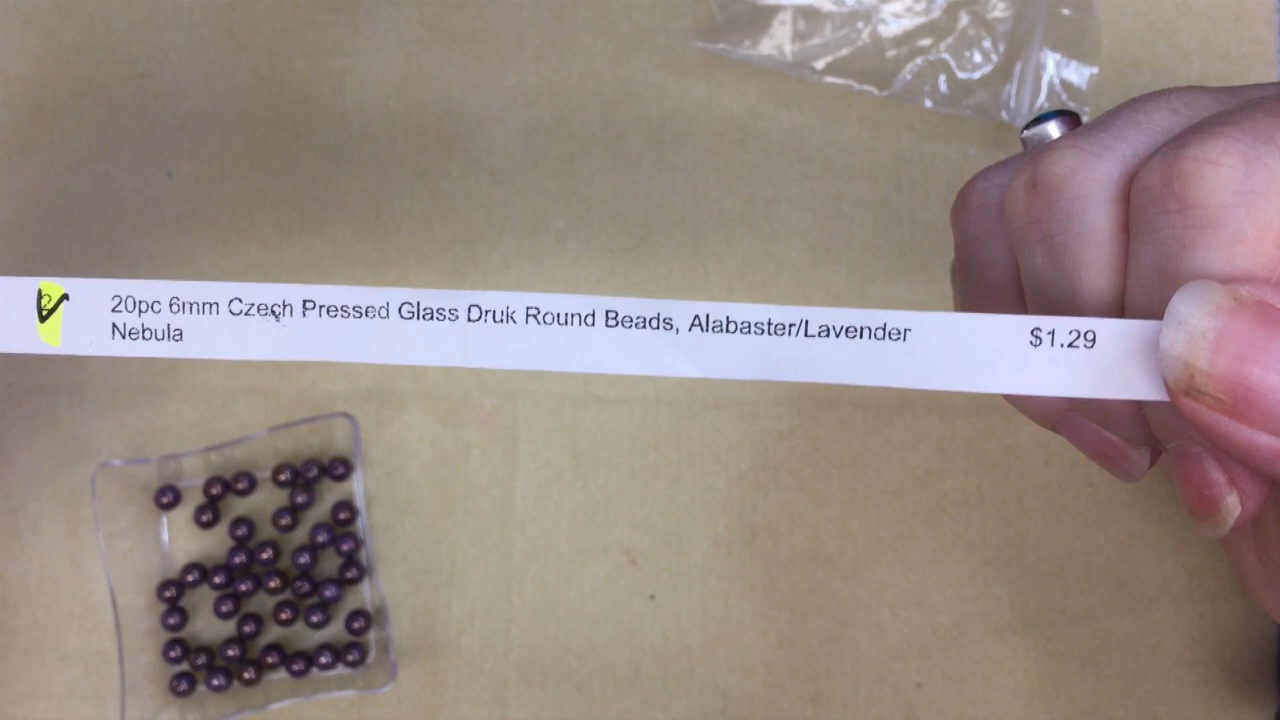 20pc 6mm Czech Pressed Glass Druk Round Beads, Alabaster/Lavender $1.29
Nebula